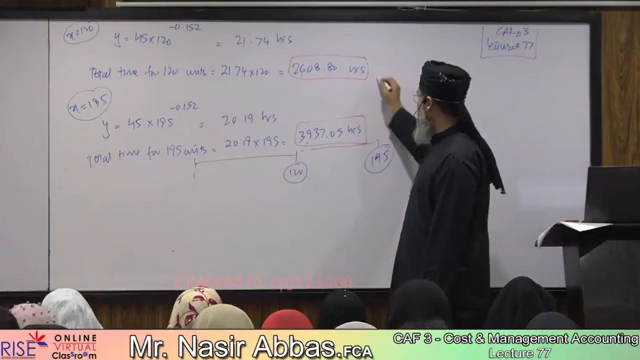 x=120
y = 45 x 120 -0.152 = 21.74 hrs
Total time for 120 units = 21.74 x 120 = 2608.80 hrs
x=195
y = 45 x 195 -0.152 = 20.19 hrs
Total time for 195 units = 20.19 x 195 = 3,937.05 hrs
120
195
CAF-03
Lecture # 77
RISE
ONLINE
VIRTUAL
Classroom
Mr. Nasir Abbas.FCA
CAF 3 - Cost & Management Accounting
Lecture 77